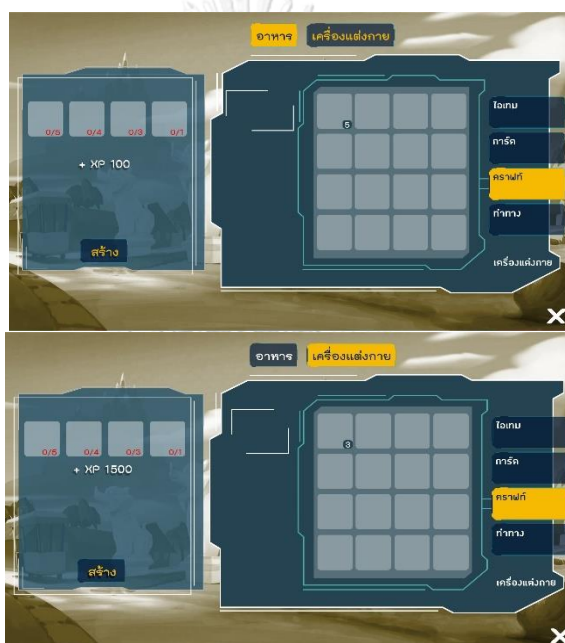 อาหาร เครื่องแต่งกาย
0/5 0/4 0/3 0/1
+ XP 100
สร้าง
5
ไอเทม
การ์ด
คราฟท์
ท่าทาง
เครื่องแต่งกาย
X
อาหาร เครื่องแต่งกาย
0/5 0/4 0/3 0/1
+ XP 1500
สร้าง
3
ไอเทม
การ์ด
คราฟท์
ท่าทาง
เครื่องแต่งกาย
X